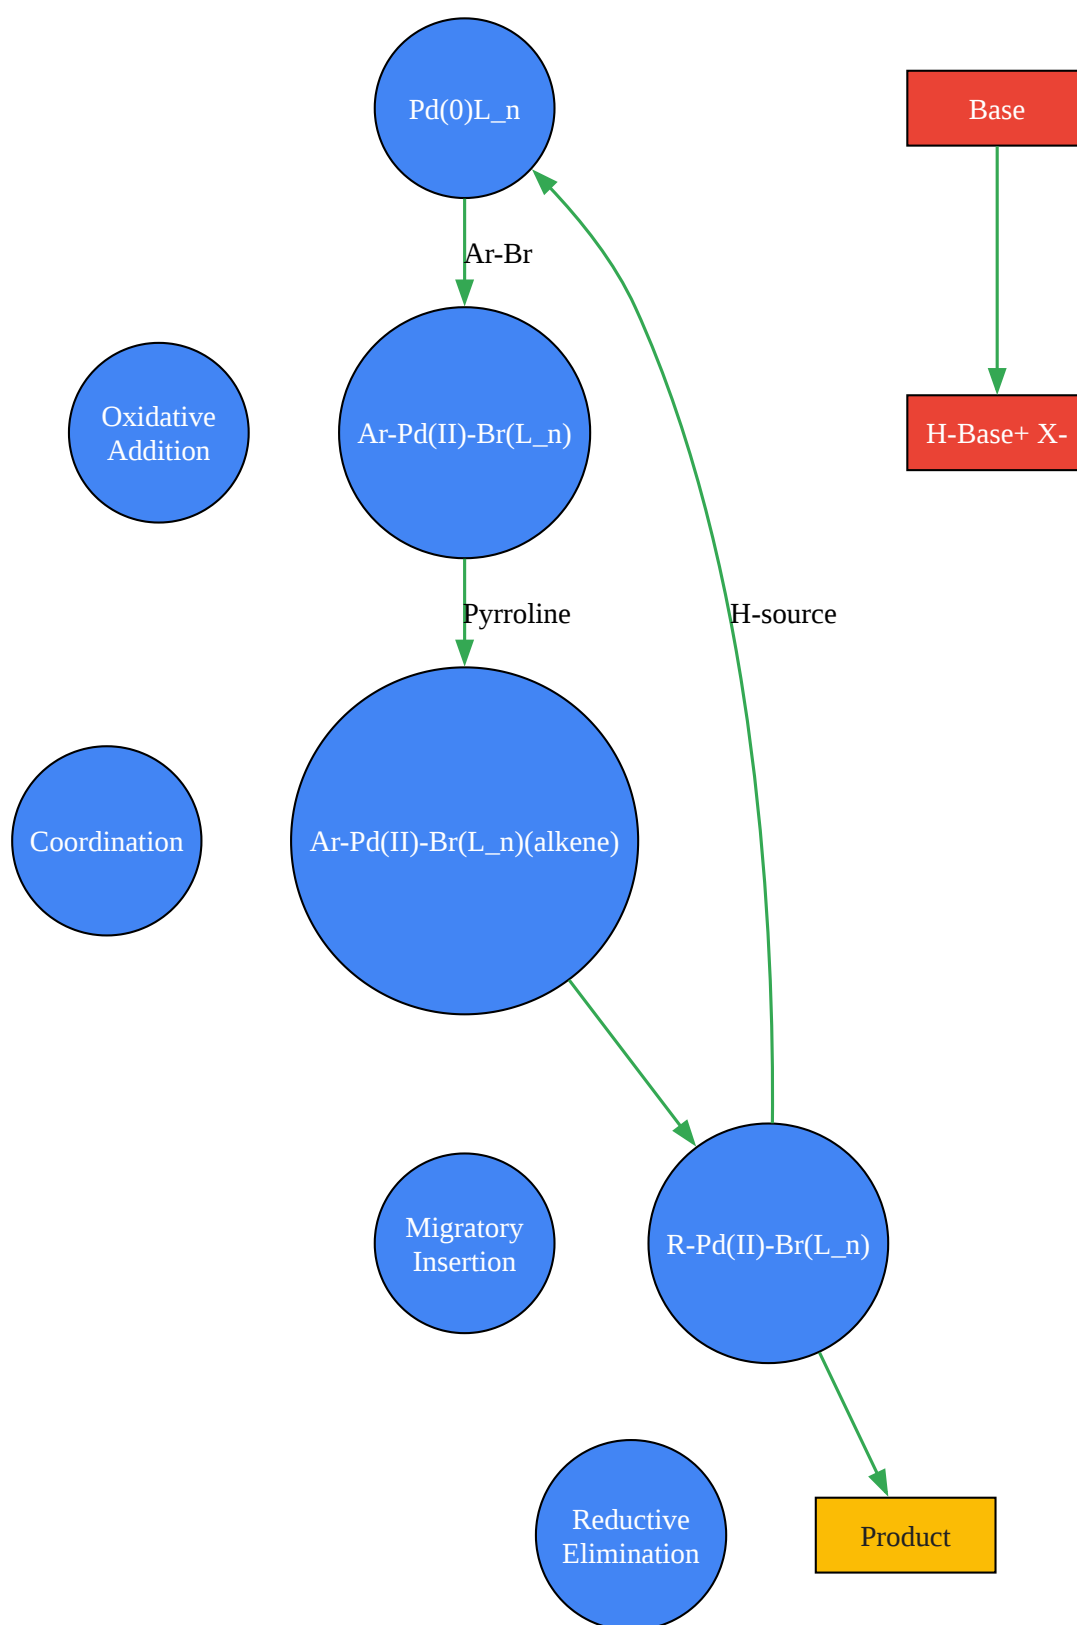 Pd(0)L_n
Base
Ar-Br
Oxidative
Addition
Ar-Pd(II)-Br(L_n)
H-Base+ X-
Pyrroline
H-source
Coordination
Ar-Pd(II)-Br(L_n)(alkene)
Migratory
Insertion
R-Pd(II)-Br(L_n)
Reductive
Elimination
Product